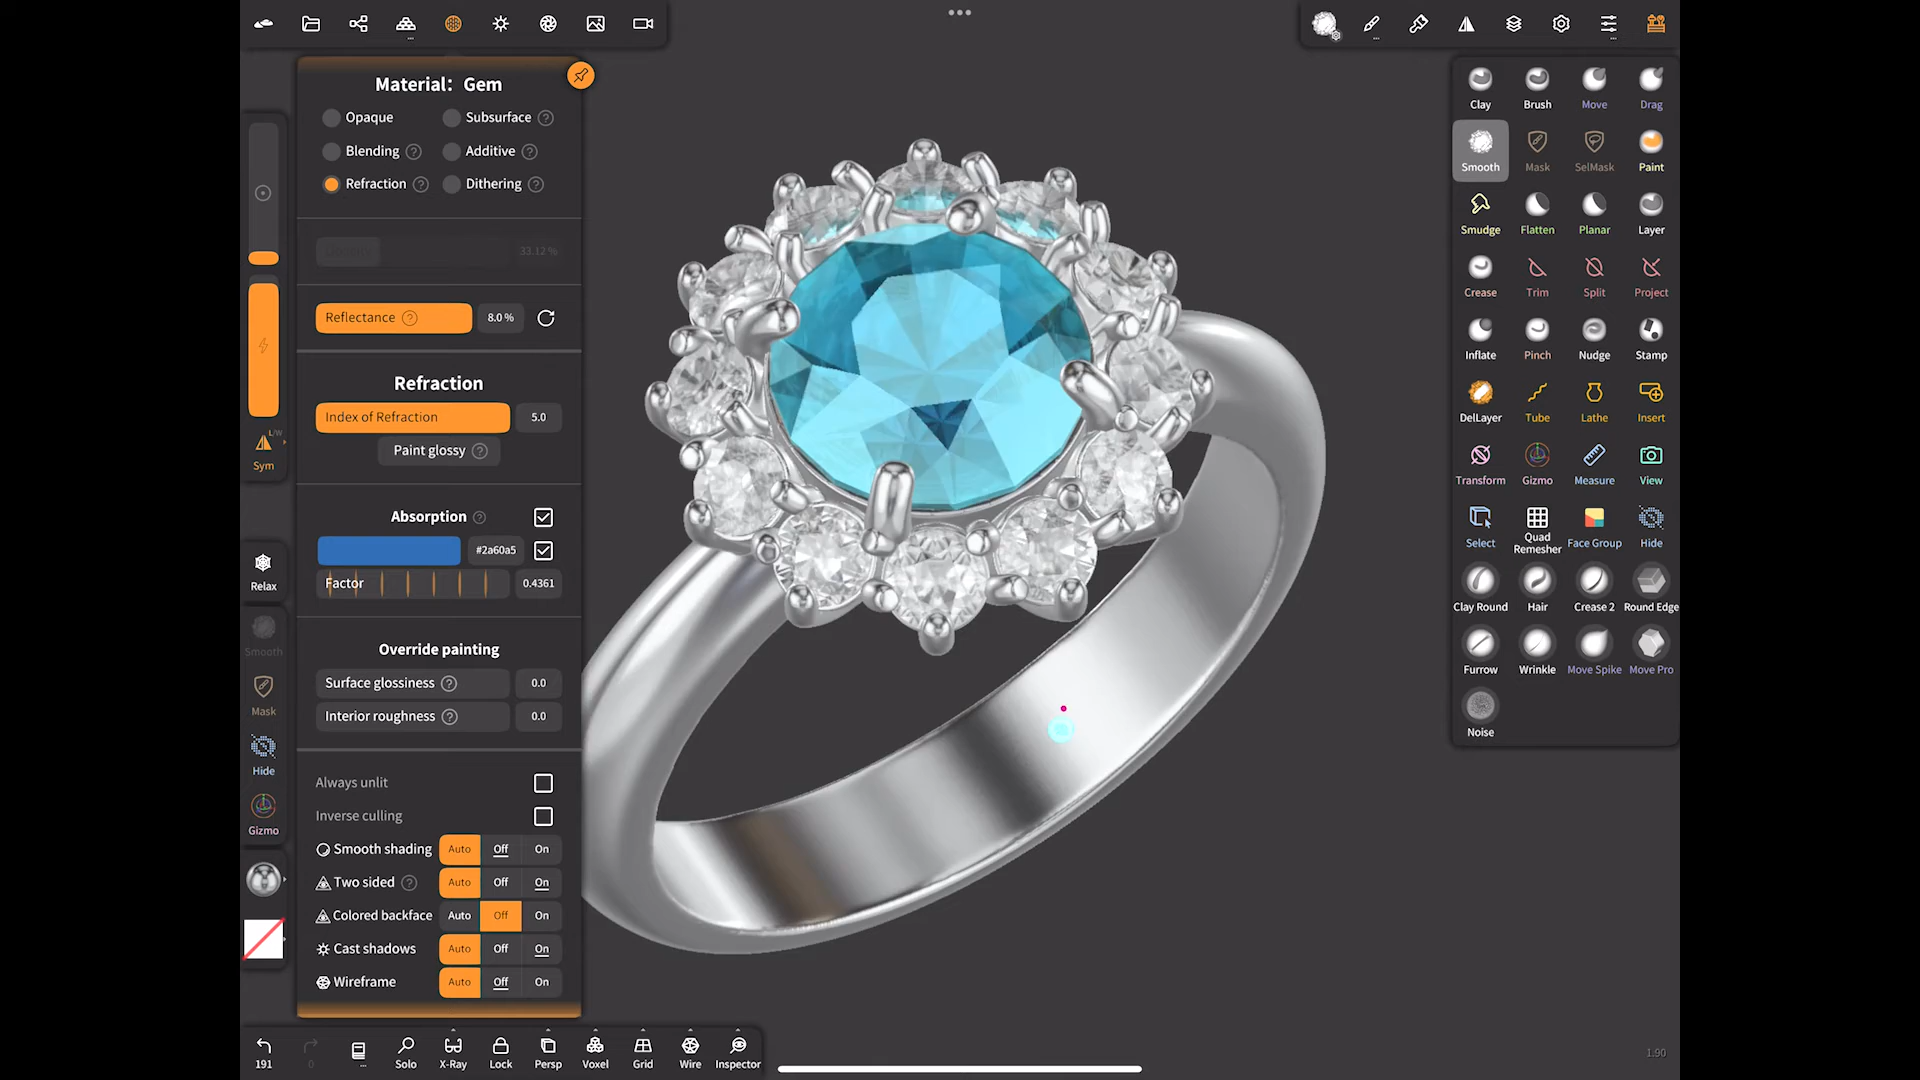 Material: Gem
Opaque
Subsurface ?
Blending ?
Additive ?
Refraction ?
Dithering ?
Opacity
33.12 %
Reflectance ?
8.0 %
Refraction
Index of Refraction
5.0
Paint glossy ?
Absorption ?
#2a60a5
Factor
0.4361
Override painting
Surface glossiness ?
0.0
Interior roughness ?
0.0
Always unlit
Inverse culling
Smooth shading
Auto Off On
Two sided ?
Auto Off On
Colored backface
Auto Off On
Cast shadows
Auto Off On
Wireframe
Auto Off On
L/W
Sym
Relax
Smooth
Mask
Hide
Gizmo
Clay Brush Move Drag
Smooth Mask SelMask Paint
Smudge Flatten Planar Layer
Crease Trim Split Project
Inflate Pinch Nudge Stamp
DelLayer Tube Lathe Insert
Transform Gizmo Measure View
Select Quad Remesher Face Group Hide
Clay Round Hair Crease 2 Round Edge
Furrow Wrinkle Move Spike Move Pro
Noise
191 0 ... Solo X-Ray Lock Persp Voxel Grid Wire Inspector
1.90